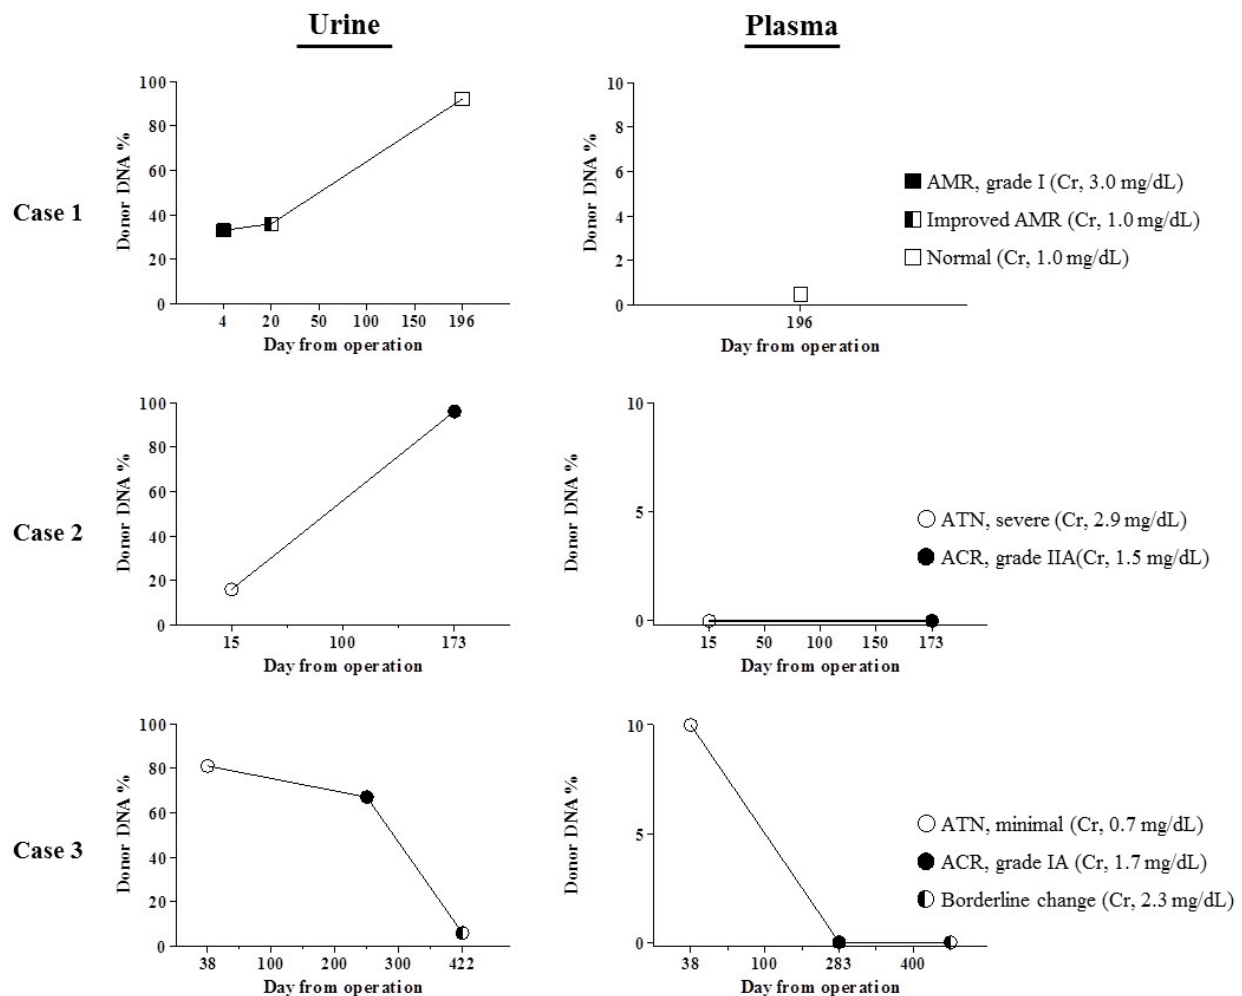 Urine
Plasma
Case 1
Donor DNA %
100
80
60
40
20
0
4 20 50 100 150 196
Day from operation
Donor DNA %
10
8
6
4
2
0
196
Day from operation
AMR, grade I (Cr, 3.0 mg/dL)
Improved AMR (Cr, 1.0 mg/dL)
Normal (Cr, 1.0 mg/dL)
Case 2
Donor DNA %
100
80
60
40
20
0
15 100 173
Day from operation
Donor DNA %
10
5
0
15 50 100 150 173
Day from operation
ATN, severe (Cr, 2.9 mg/dL)
ACR, grade IIA(Cr, 1.5 mg/dL)
Case 3
Donor DNA %
100
80
60
40
20
0
38 100 200 300 422
Day from operation
Donor DNA %
10
5
0
38 100 283 400
Day from operation
ATN, minimal (Cr, 0.7 mg/dL)
ACR, grade IA (Cr, 1.7 mg/dL)
Borderline change (Cr, 2.3 mg/dL)